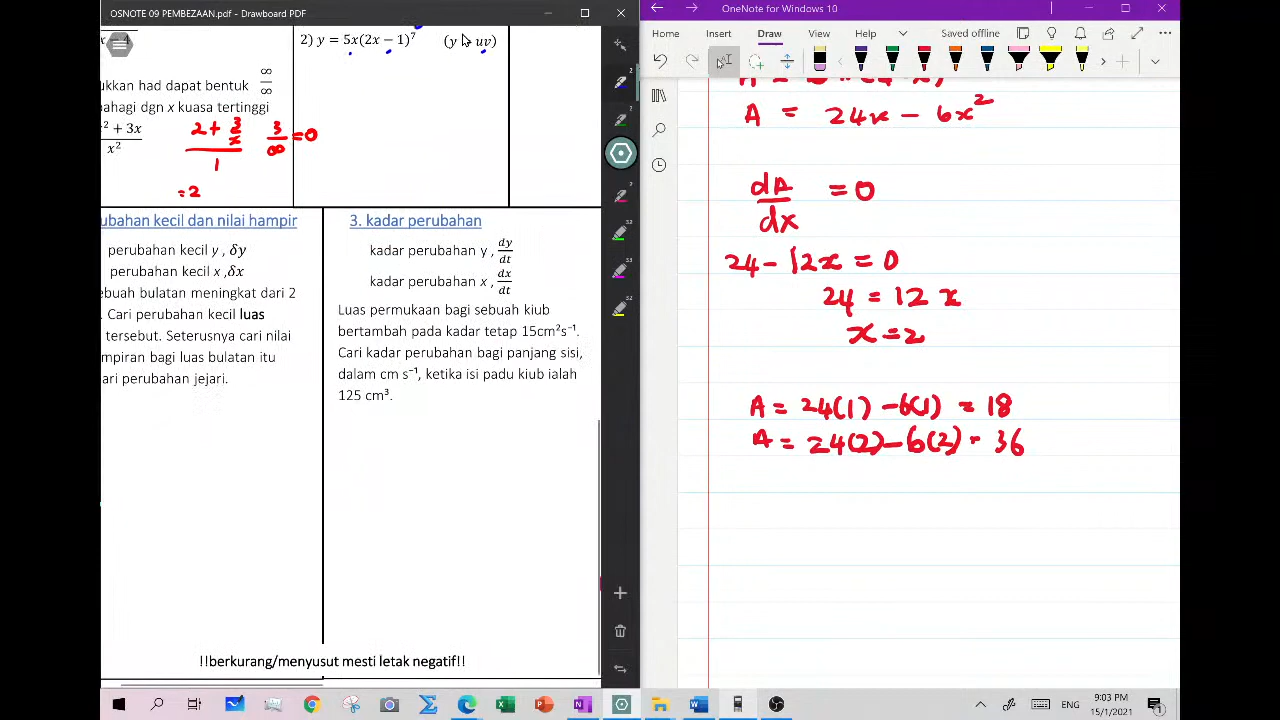 OSNOTE 09 PEMBEZAAN.pdf - Drawboard PDF
2) y = 5x(2x − 1)⁷ (y uv)
ukkan had dapat bentuk ∞/∞
bahagi dgn x kuasa tertinggi
² + 3x
x²
2 + 3/x
1
3/∞ = 0
= 2
ubahan kecil dan nilai hampir
perubahan kecil y , δy
perubahan kecil x ,δx
ebuah bulatan meningkat dari 2
. Cari perubahan kecil luas
tersebut. Seterusnya cari nilai
mpiran bagi luas bulatan itu
ari perubahan jejari.
3. kadar perubahan
kadar perubahan y , dy/dt
kadar perubahan x , dx/dt
Luas permukaan bagi sebuah kiub
bertambah pada kadar tetap 15cm²s⁻¹.
Cari kadar perubahan bagi panjang sisi,
dalam cm s⁻¹, ketika isi padu kiub ialah
125 cm³.
!!berkurang/menyusut mesti letak negatif!!
OneNote for Windows 10
Home Insert Draw View Saved offline
A = 24x − 6x²
dA/dx = 0
24 − 12x = 0
24 = 12 x
x = 2
A = 24(1) − 6(1) = 18
A = 24(2) − 6(2) = 36
ENG
9:03 PM
15/1/2021